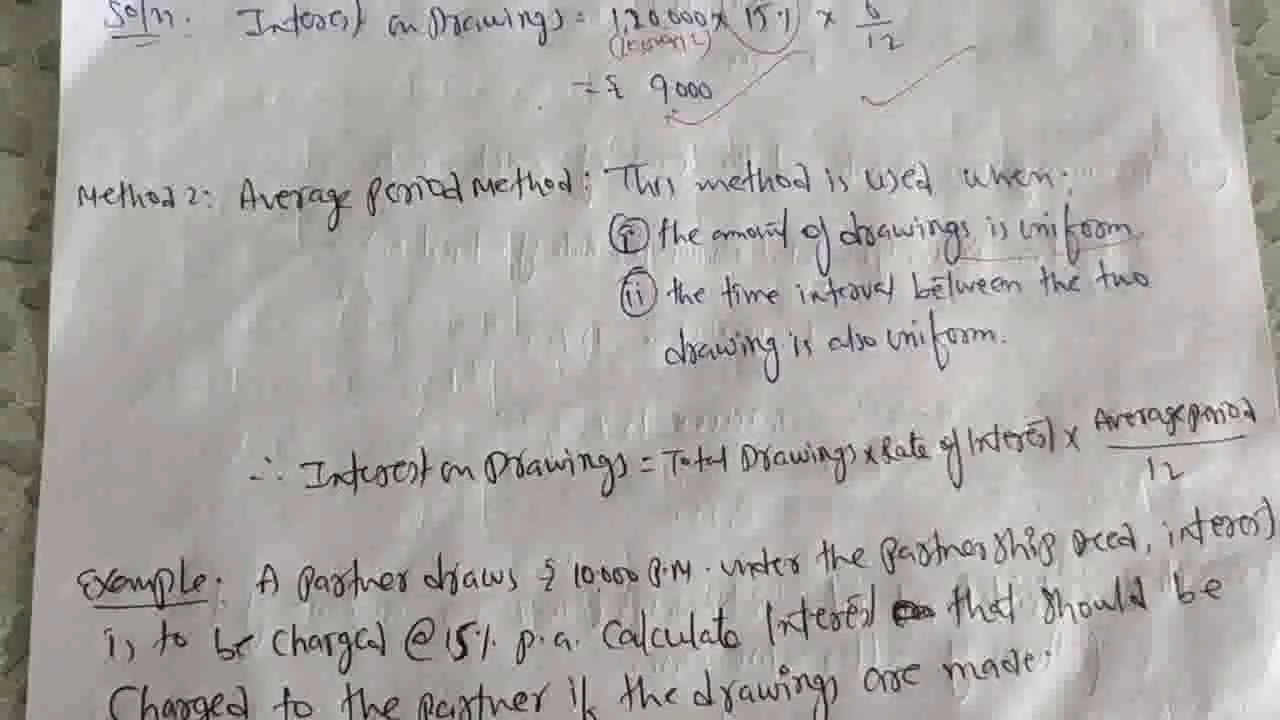 Soln: Interest on Drawings = 1,20,000 x 15% x 6/12
= ₹ 9000
Method 2: Average period Method: This method is used when:
(i) the amount of drawings is uniform.
(ii) the time interval between the two
drawing is also uniform.
∴ Interest on Drawings = Total Drawings x Rate of Interest x Average period/12
Example: A partner draws ₹ 10,000 P.M. under the partnership deed, interest
is to be charged @ 15% p.a. Calculate Interest that should be
Charged to the partner if the drawings are made: